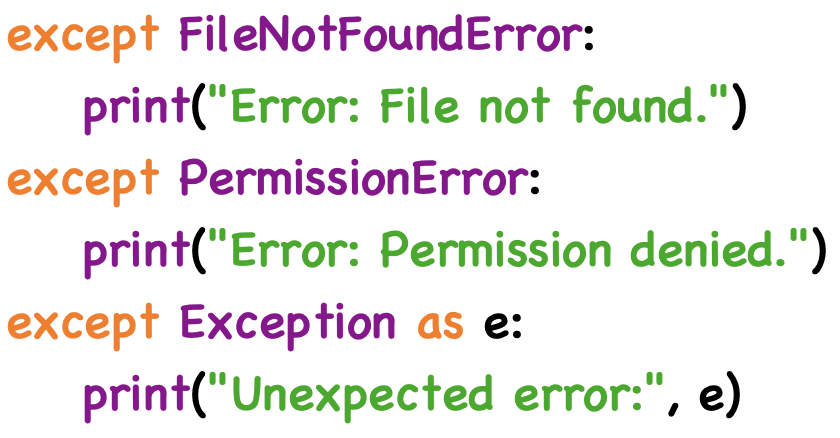 except FileNotFoundError:
    print("Error: File not found.")
except PermissionError:
    print("Error: Permission denied.")
except Exception as e:
    print("Unexpected error:", e)